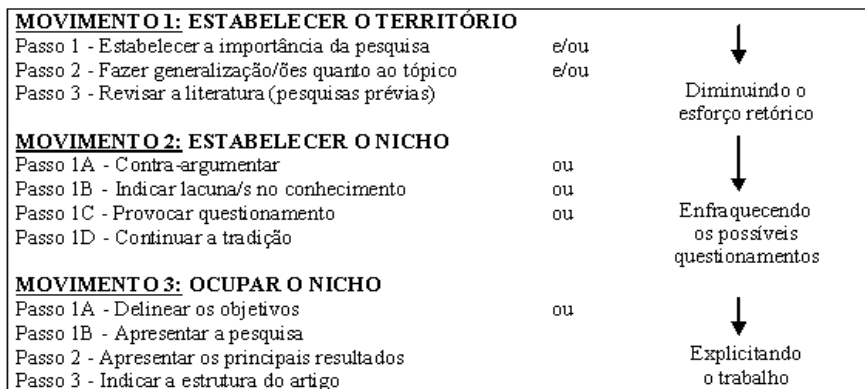 MOVIMENTO 1: ESTABELECER O TERRITÓRIO
Passo 1 - Estabelecer a importância da pesquisa e/ou
Passo 2 - Fazer generalização/ões quanto ao tópico e/ou
Passo 3 - Revisar a literatura (pesquisas prévias)
Diminuindo o
esforço retórico
MOVIMENTO 2: ESTABELECER O NICHO
Passo 1A - Contra-argumentar ou
Passo 1B - Indicar lacuna/s no conhecimento ou
Passo 1C - Provocar questionamento ou
Passo 1D - Continuar a tradição
Enfraquecendo
os possíveis
questionamentos
MOVIMENTO 3: OCUPAR O NICHO
Passo 1A - Delinear os objetivos ou
Passo 1B - Apresentar a pesquisa
Passo 2 - Apresentar os principais resultados
Passo 3 - Indicar a estrutura do artigo
Explicitando
o trabalho